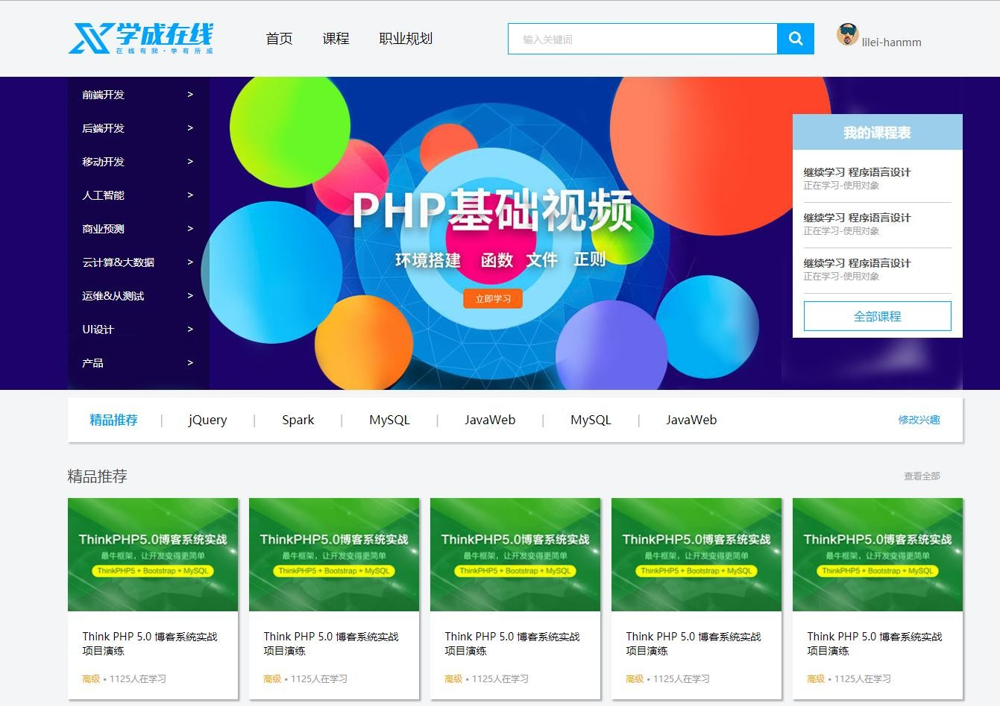 学成在线
在线有我·学有所成
首页 课程 职业规划
输入关键词
lilei-hanmm
前端开发 >
后端开发 >
移动开发 >
人工智能 >
商业预测 >
云计算&大数据 >
运维&从测试 >
UI设计 >
产品 >
PHP基础视频
环境搭建 函数 文件 正则
立即学习
我的课程表
继续学习 程序语言设计
正在学习-使用对象
继续学习 程序语言设计
正在学习-使用对象
继续学习 程序语言设计
正在学习-使用对象
全部课程
精品推荐 | jQuery | Spark | MySQL | JavaWeb | MySQL | JavaWeb 修改兴趣
精品推荐 查看全部
ThinkPHP5.0博客系统实战
最牛框架，让开发变得更简单
ThinkPHP5 + Bootstrap + MySQL
Think PHP 5.0 博客系统实战
项目演练
高级 • 1125人在学习
ThinkPHP5.0博客系统实战
最牛框架，让开发变得更简单
ThinkPHP5 + Bootstrap + MySQL
Think PHP 5.0 博客系统实战
项目演练
高级 • 1125人在学习
ThinkPHP5.0博客系统实战
最牛框架，让开发变得更简单
ThinkPHP5 + Bootstrap + MySQL
Think PHP 5.0 博客系统实战
项目演练
高级 • 1125人在学习
ThinkPHP5.0博客系统实战
最牛框架，让开发变得更简单
ThinkPHP5 + Bootstrap + MySQL
Think PHP 5.0 博客系统实战
项目演练
高级 • 1125人在学习
ThinkPHP5.0博客系统实战
最牛框架，让开发变得更简单
ThinkPHP5 + Bootstrap + MySQL
Think PHP 5.0 博客系统实战
项目演练
高级 • 1125人在学习